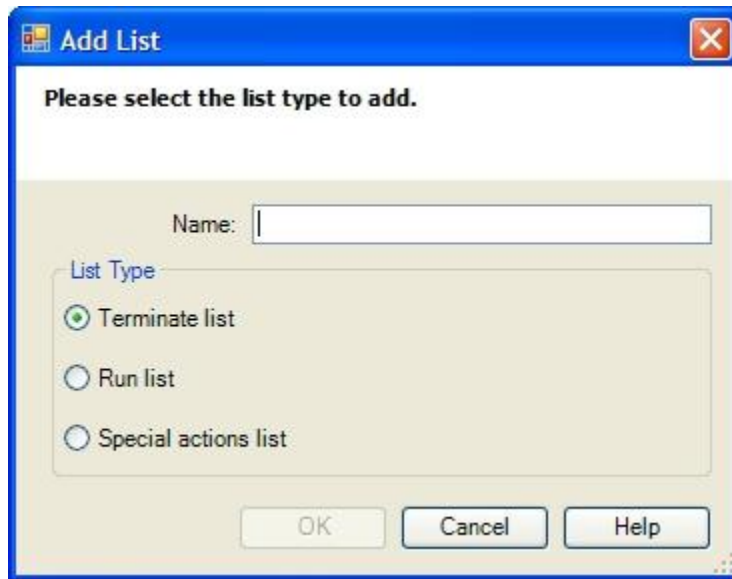 Add List
Please select the list type to add.
Name:
List Type
Terminate list
Run list
Special actions list
OK Cancel Help